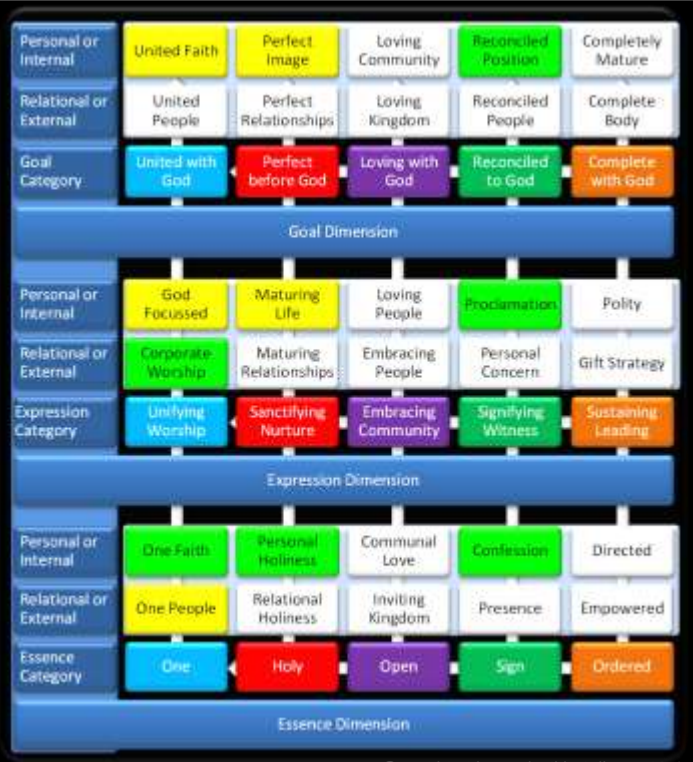 Personal or Internal United Faith Perfect Image Loving Community Reconciled Position Completely Mature
Relational or External United People Perfect Relationships Loving Kingdom Reconciled People Complete Body
Goal Category United with God Perfect before God Loving with God Reconciled to God Complete with God
Goal Dimension
Personal or Internal God Focussed Maturing Life Loving People Proclamation Polity
Relational or External Corporate Worship Maturing Relationships Embracing People Personal Concern Gift Strategy
Expression Category Unifying Worship Sanctifying Nurture Embracing Community Signifying Witness Sustaining Leading
Expression Dimension
Personal or Internal One Faith Personal Holiness Communal Love Confession Directed
Relational or External One People Relational Holiness Inviting Kingdom Presence Empowered
Essence Category One Holy Open Sign Ordered
Essence Dimension